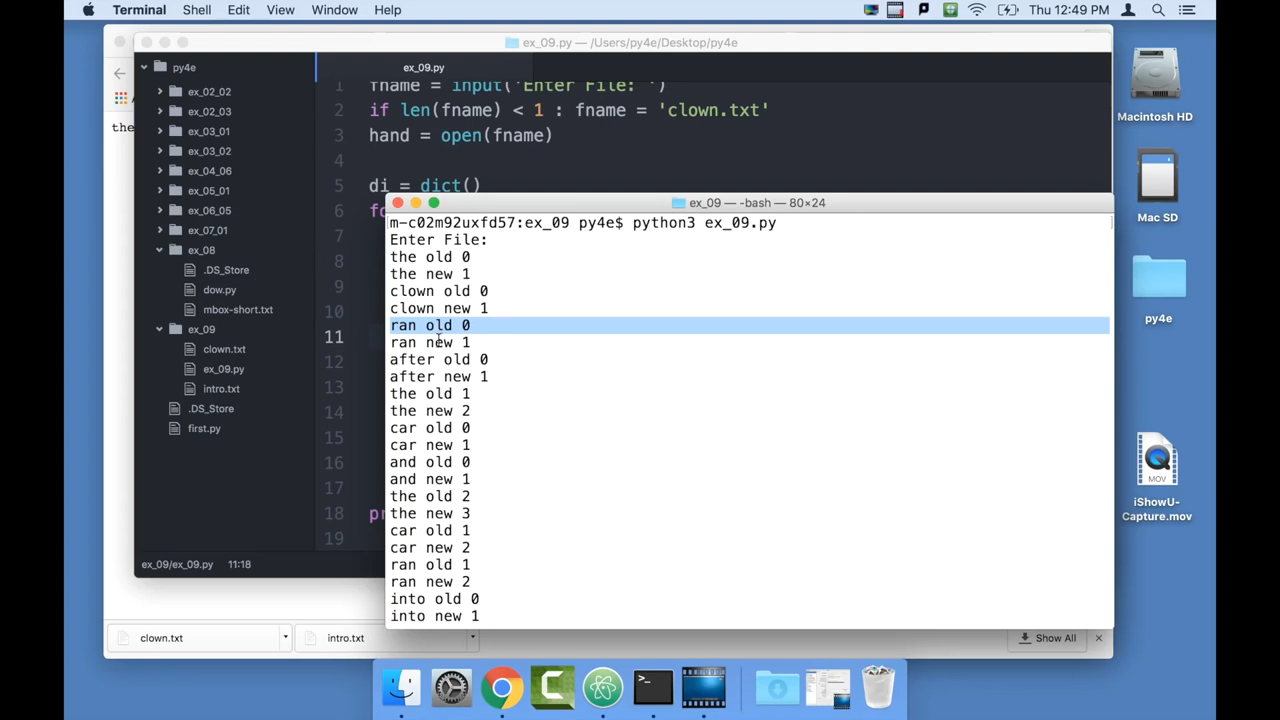 Terminal Shell Edit View Window Help Thu 12:49 PM
ex_09.py — /Users/py4e/Desktop/py4e
py4e
ex_02_02
ex_02_03
ex_03_01
ex_03_02
ex_04_06
ex_05_01
ex_06_05
ex_07_01
ex_08
.DS_Store
dow.py
mbox-short.txt
ex_09
clown.txt
ex_09.py
intro.txt
.DS_Store
first.py
ex_09/ex_09.py 11:18
the
ex_09.py
1 fname = input('Enter File: ')
2 if len(fname) < 1 : fname = 'clown.txt'
3 hand = open(fname)
4
5 di = dict()
6 fo
7
8
9
10
11
12
13
14
15
16
17
18 pr
19
ex_09 — -bash — 80×24
m-c02m92uxfd57:ex_09 py4e$ python3 ex_09.py
Enter File:
the old 0
the new 1
clown old 0
clown new 1
ran old 0
ran new 1
after old 0
after new 1
the old 1
the new 2
car old 0
car new 1
and old 0
and new 1
the old 2
the new 3
car old 1
car new 2
ran old 1
ran new 2
into old 0
into new 1
clown.txt intro.txt Show All
Macintosh HD
Mac SD
py4e
MOV
iShowU-
Capture.mov